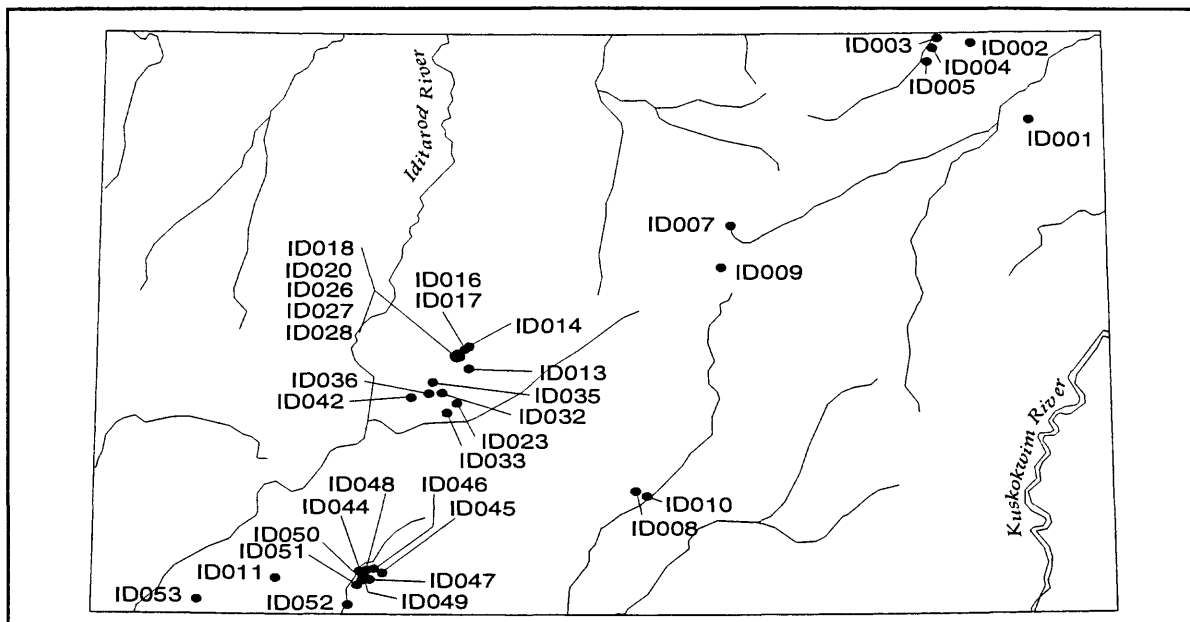 ID003
ID002
ID004
ID005
ID001
Iditarod River
ID007
ID009
ID018
ID020
ID026
ID027
ID028
ID016
ID017
ID014
ID013
ID036
ID035
ID042
ID032
ID023
ID033
Kuskokwim River
ID048
ID046
ID044
ID045
ID050
ID051
ID010
ID008
ID011
ID047
ID053
ID052
ID049